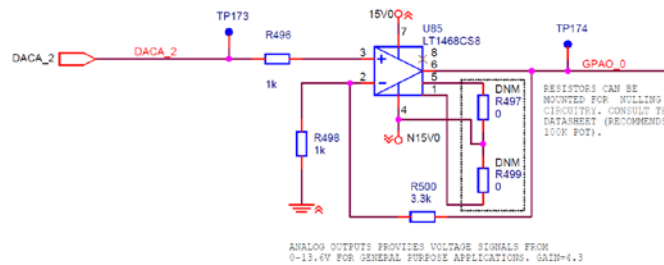 15V0
U85
LT1468CS8
TP173
TP174
R496
DACA_2
DACA_2
7
8
3
6
GPAO_0
5
2
1
1k
DNM
R497
0
RESISTORS CAN BE
MOUNTED FOR NULLING
CIRCUITRY. CONSULT
DATASHEET (RECOMMENDS
100K POT).
4
R498
1k
N15V0
DNM
R499
0
R500
3.3k
ANALOG OUTPUTS PROVIDES VOLTAGE SIGNALS FROM
0-13.6V FOR GENERAL PURPOSE APPLICATIONS. GAIN=4.3